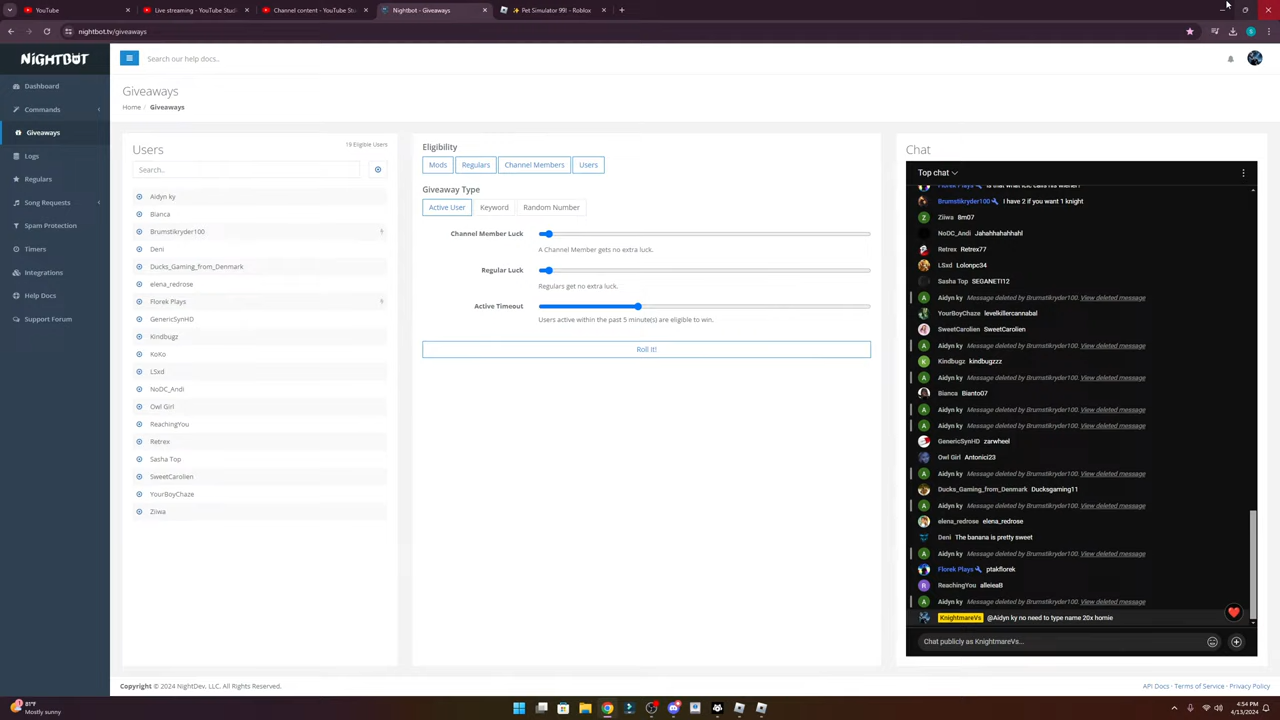 YouTube
Live streaming - YouTube Studi
Channel content - YouTube Stu
Nightbot - Giveaways
Pet Simulator 99! - Roblox
nightbot.tv/giveaways
NiGHTBOT
Search our help docs..
Dashboard
Commands
Giveaways
Logs
Regulars
Song Requests
Spam Protection
Timers
Integrations
Help Docs
Support Forum
Giveaways
Home / Giveaways
Users
19 Eligible Users
Search..
Aidyn ky
Bianca
Brumstikryder100
Deni
Ducks_Gaming_from_Denmark
elena_redrose
Florek Plays
GenericSynHD
Kindbugz
KoKo
LSxd
NoDC_Andi
Owl Girl
ReachingYou
Retrex
Sasha Top
SweetCarolien
YourBoyChaze
Ziiwa
Eligibility
Mods Regulars Channel Members Users
Giveaway Type
Active User Keyword Random Number
Channel Member Luck
A Channel Member gets no extra luck.
Regular Luck
Regulars get no extra luck.
Active Timeout
Users active within the past 5 minute(s) are eligible to win.
Roll It!
Chat
Top chat
Brumstikryder100 I have 2 if you want 1 knight
Ziiwa 8m07
NoDC_Andi Jahahhahahhahl
Retrex Retrex77
LSxd Lolonpc34
Sasha Top SEGANETI12
Aidyn ky Message deleted by Brumstikryder100. View deleted message
YourBoyChaze levelkillercannabal
SweetCarolien SweetCarolien
Aidyn ky Message deleted by Brumstikryder100. View deleted message
Kindbugz kindbugzzz
Aidyn ky Message deleted by Brumstikryder100. View deleted message
Bianca Bianto07
Aidyn ky Message deleted by Brumstikryder100. View deleted message
Aidyn ky Message deleted by Brumstikryder100. View deleted message
GenericSynHD zarwheel
Owl Girl Antonici23
Aidyn ky Message deleted by Brumstikryder100. View deleted message
Ducks_Gaming_from_Denmark Ducksgaming11
Aidyn ky Message deleted by Brumstikryder100. View deleted message
elena_redrose elena_redrose
Deni The banana is pretty sweet
Aidyn ky Message deleted by Brumstikryder100. View deleted message
Florek Plays ptakflorek
ReachingYou alleieaB
Aidyn ky Message deleted by Brumstikryder100. View deleted message
KnightmareVs @Aidyn ky no need to type name 20x homie
Chat publicly as KnightmareVs...
Copyright © 2024 NightDev, LLC. All Rights Reserved.
API Docs - Terms of Service - Privacy Policy
81°F
Mostly sunny
4:54 PM
4/13/2024